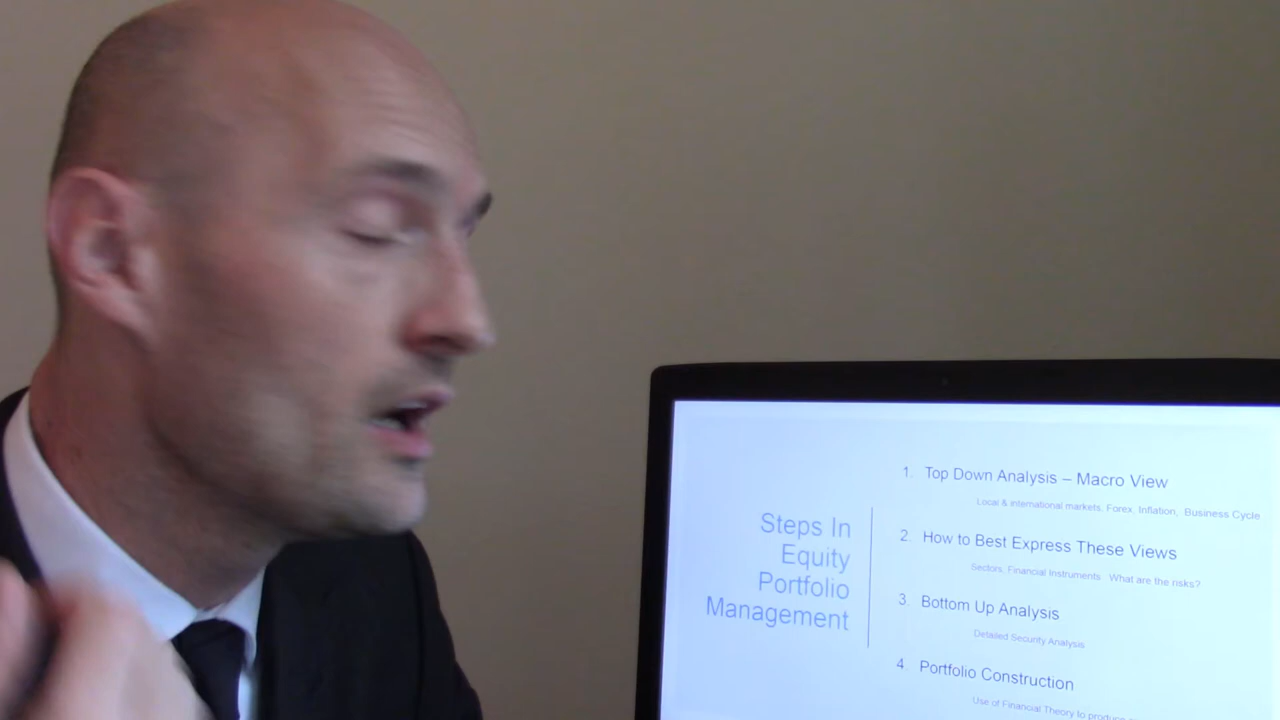 Steps In
Equity
Portfolio
Management
1. Top Down Analysis – Macro View
Local & international markets, Forex, Inflation, Business Cycle
2. How to Best Express These Views
Sectors, Financial Instruments What are the risks?
3. Bottom Up Analysis
Detailed Security Analysis
4. Portfolio Construction
Use of Financial Theory to produce